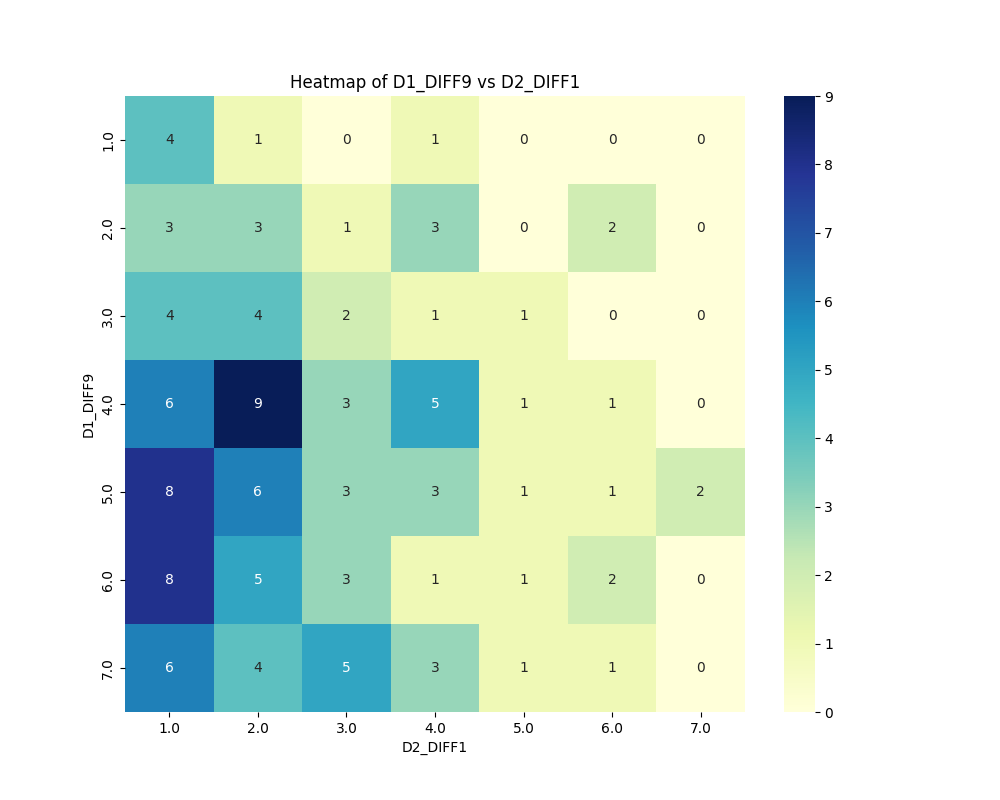 Heatmap of D1_DIFF9 vs D2_DIFF1
1.0 4 1 0 1 0 0 0
2.0 3 3 1 3 0 2 0
3.0 4 4 2 1 1 0 0
4.0 6 9 3 5 1 1 0
5.0 8 6 3 3 1 1 2
6.0 8 5 3 1 1 2 0
7.0 6 4 5 3 1 1 0
1.0 2.0 3.0 4.0 5.0 6.0 7.0
D2_DIFF1
D1_DIFF9
9
8
7
6
5
4
3
2
1
0